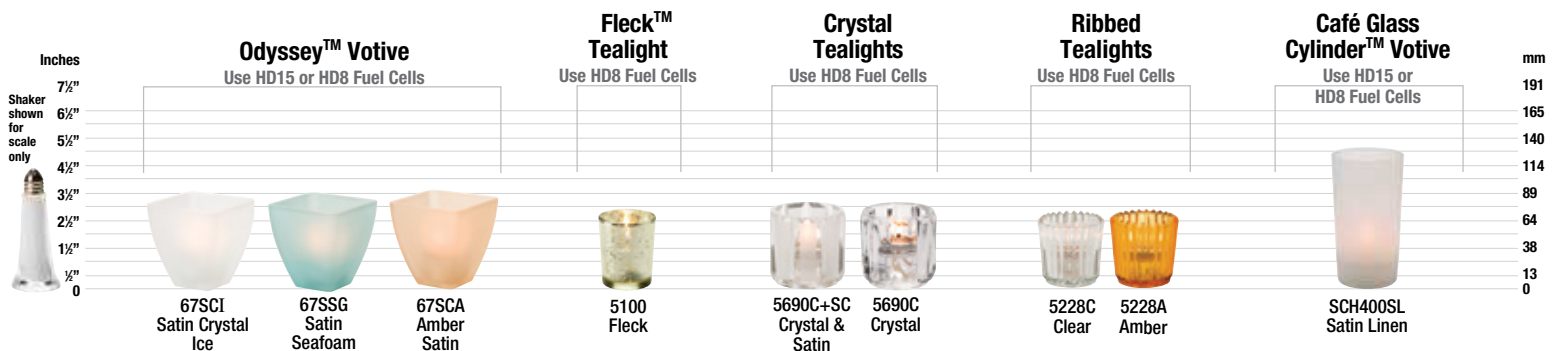 Inches
7½”
6½”
5½”
4½”
3½”
2½”
1½”
½”
0
Shaker
shown
for
scale
only
Odyssey™ Votive
Use HD15 or HD8 Fuel Cells
67SCI
Satin Crystal
Ice
67SSG
Satin
Seafoam
67SCA
Amber
Satin
Fleck™
Tealight
Use HD8 Fuel Cells
5100
Fleck
Crystal
Tealights
Use HD8 Fuel Cells
5690C+SC
Crystal &
Satin
5690C
Crystal
Ribbed
Tealights
Use HD8 Fuel Cells
5228C
Clear
5228A
Amber
Café Glass
Cylinder™ Votive
Use HD15 or
HD8 Fuel Cells
SCH400SL
Satin Linen
mm
191
165
140
114
89
64
38
13
0